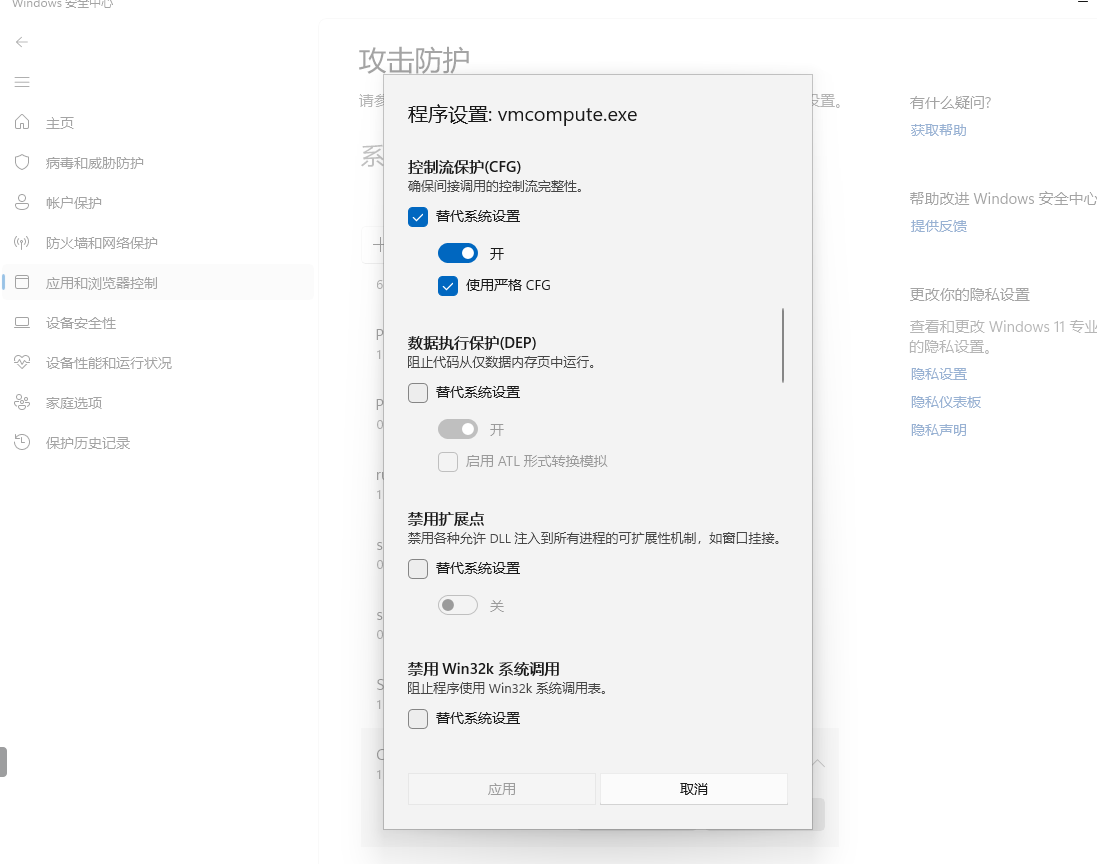 Windows 安全中心
主页
病毒和威胁防护
帐户保护
防火墙和网络保护
应用和浏览器控制
设备安全性
设备性能和运行状况
家庭选项
保护历史记录
攻击防护
请参
设置。
系
程序设置: vmcompute.exe
控制流保护(CFG)
确保间接调用的控制流完整性。
替代系统设置
开
使用严格 CFG
数据执行保护(DEP)
阻止代码从仅数据内存页中运行。
替代系统设置
开
启用 ATL 形式转换模拟
禁用扩展点
禁用各种允许 DLL 注入到所有进程的可扩展性机制，如窗口挂接。
替代系统设置
关
禁用 Win32k 系统调用
阻止程序使用 Win32k 系统调用表。
替代系统设置
应用
取消
有什么疑问?
获取帮助
帮助改进 Windows 安全中心
提供反馈
更改你的隐私设置
查看和更改 Windows 11 专业
的隐私设置。
隐私设置
隐私仪表板
隐私声明